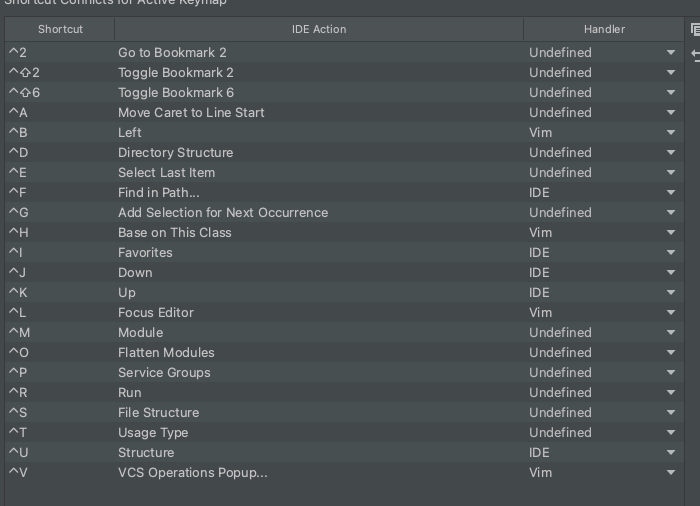 Shortcut Conflicts for Active Keymap
Shortcut IDE Action Handler
^2 Go to Bookmark 2 Undefined
^⇧2 Toggle Bookmark 2 Undefined
^⇧6 Toggle Bookmark 6 Undefined
^A Move Caret to Line Start Undefined
^B Left Vim
^D Directory Structure Undefined
^E Select Last Item Undefined
^F Find in Path... IDE
^G Add Selection for Next Occurrence Undefined
^H Base on This Class Vim
^I Favorites IDE
^J Down IDE
^K Up IDE
^L Focus Editor Vim
^M Module Undefined
^O Flatten Modules Undefined
^P Service Groups Undefined
^R Run Undefined
^S File Structure Undefined
^T Usage Type Undefined
^U Structure IDE
^V VCS Operations Popup... Vim